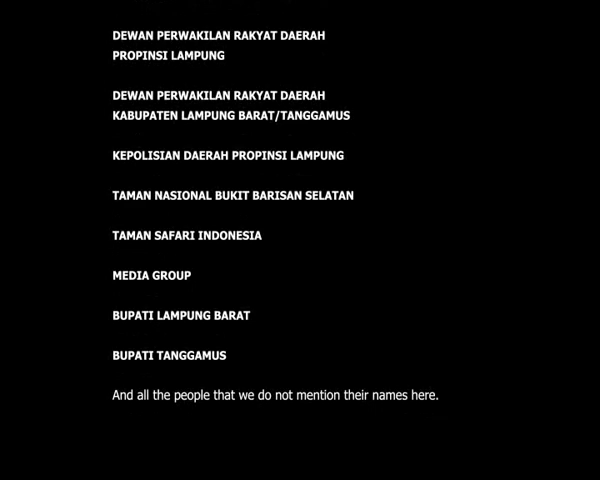 DEWAN PERWAKILAN RAKYAT DAERAH
PROPINSI LAMPUNG
DEWAN PERWAKILAN RAKYAT DAERAH
KABUPATEN LAMPUNG BARAT/TANGGAMUS
KEPOLISIAN DAERAH PROPINSI LAMPUNG
TAMAN NASIONAL BUKIT BARISAN SELATAN
TAMAN SAFARI INDONESIA
MEDIA GROUP
BUPATI LAMPUNG BARAT
BUPATI TANGGAMUS
And all the people that we do not mention their names here.